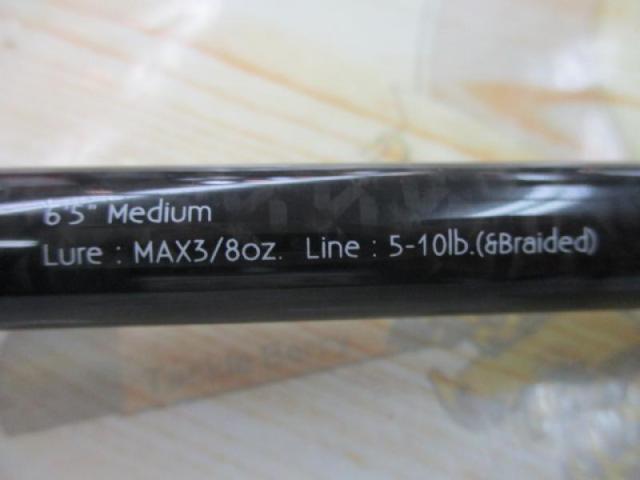 6'5" Medium
Lure : MAX3/8oz. Line : 5-10lb.(&Braided)